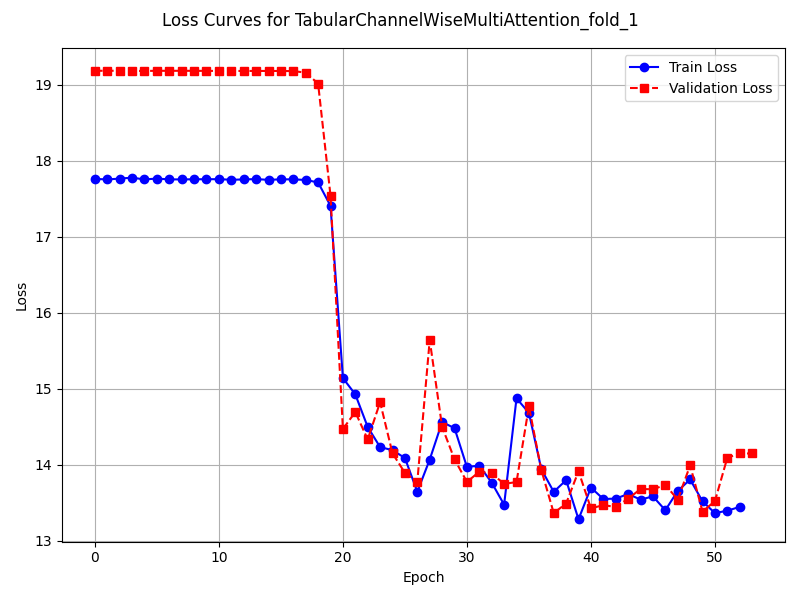 Loss Curves for TabularChannelWiseMultiAttention_fold_1
Train Loss
Validation Loss
19
18
17
16
15
14
13
Loss
0 10 20 30 40 50
Epoch